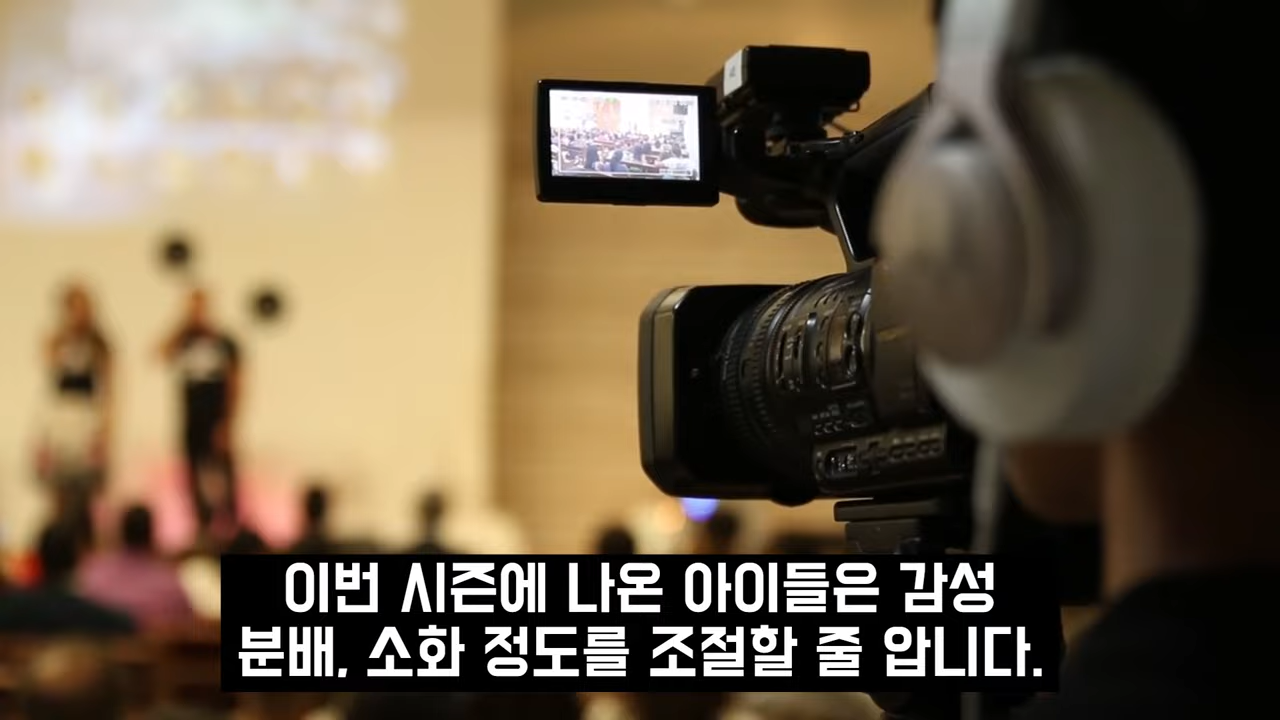 이번 시즌에 나온 아이들은 감성
분배, 소화 정도를 조절할 줄 압니다.